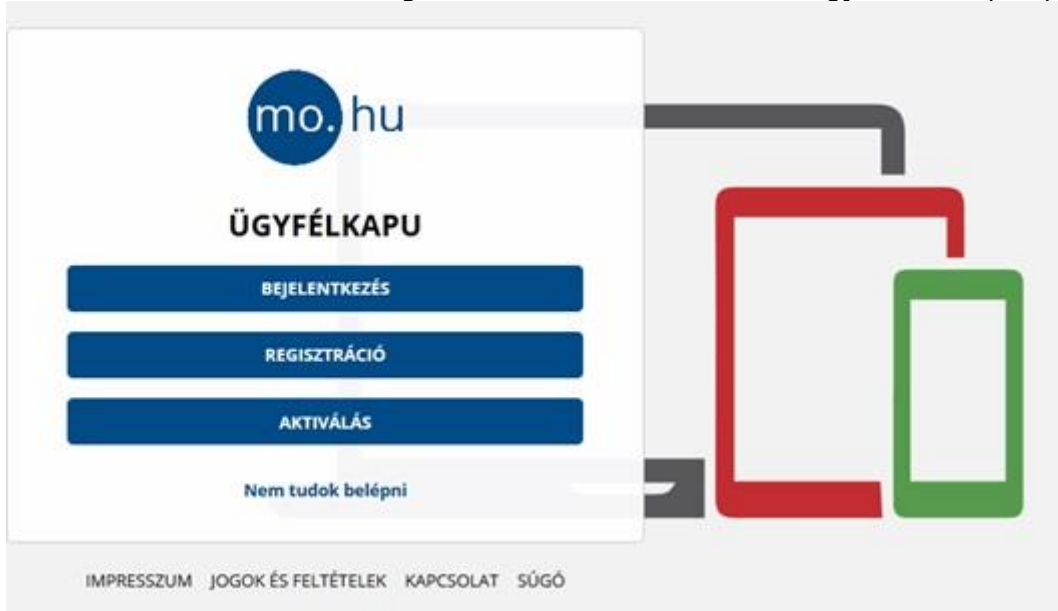 mo.hu
ÜGYFÉLKAPU
BEJELENTKEZÉS
REGISZTRÁCIÓ
AKTIVÁLÁS
Nem tudok belépni
IMPRESSZUM JOGOK ÉS FELTÉTELEK KAPCSOLAT SÚGÓ